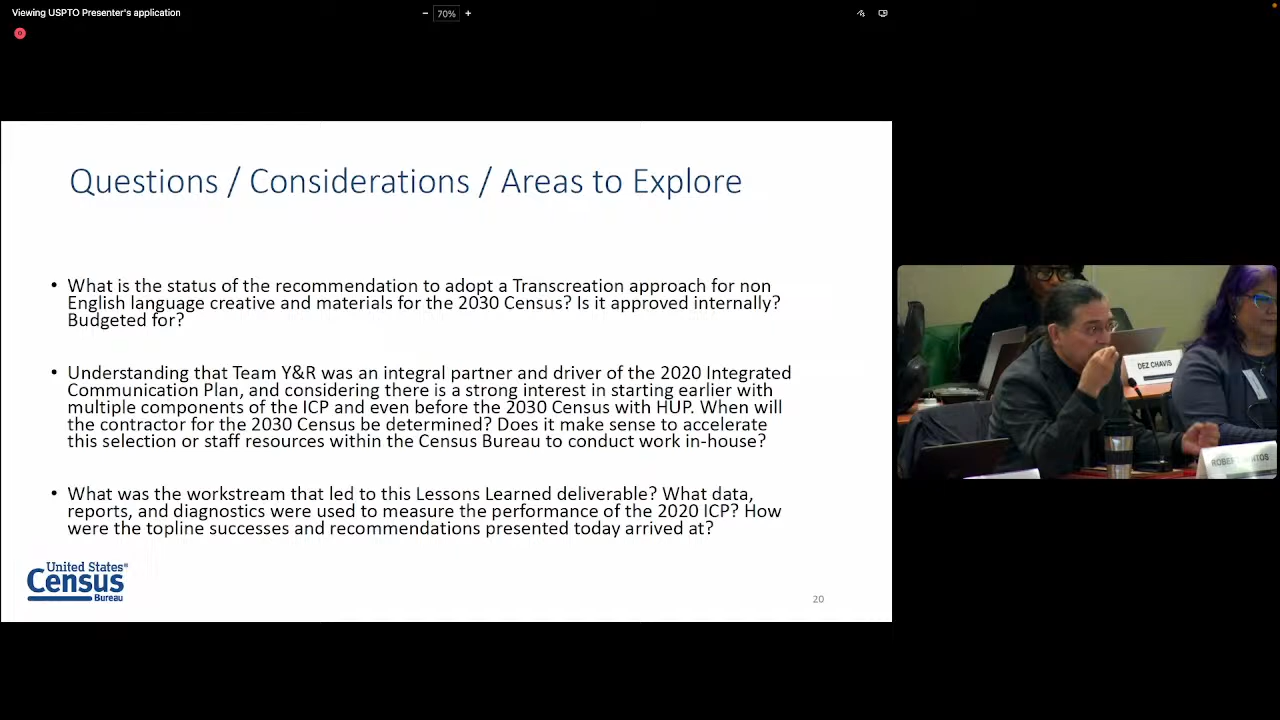 Viewing USPTO Presenter's application
− 70% +
Questions / Considerations / Areas to Explore
• What is the status of the recommendation to adopt a Transcreation approach for non
English language creative and materials for the 2030 Census? Is it approved internally?
Budgeted for?
• Understanding that Team Y&R was an integral partner and driver of the 2020 Integrated
Communication Plan, and considering there is a strong interest in starting earlier with
multiple components of the ICP and even before the 2030 Census with HUP. When will
the contractor for the 2030 Census be determined? Does it make sense to accelerate
this selection or staff resources within the Census Bureau to conduct work in-house?
• What was the workstream that led to this Lessons Learned deliverable? What data,
reports, and diagnostics were used to measure the performance of the 2020 ICP? How
were the topline successes and recommendations presented today arrived at?
United States®
Census
Bureau
20
DEZ CHAVIS